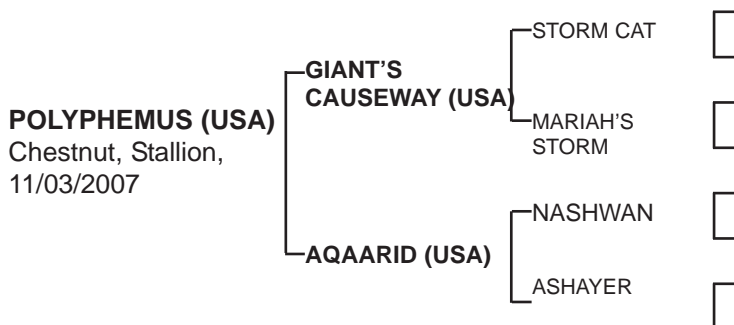 POLYPHEMUS (USA)
Chestnut, Stallion,
11/03/2007
GIANT'S
CAUSEWAY (USA)
AQAARID (USA)
STORM CAT
MARIAH'S
STORM
NASHWAN
ASHAYER